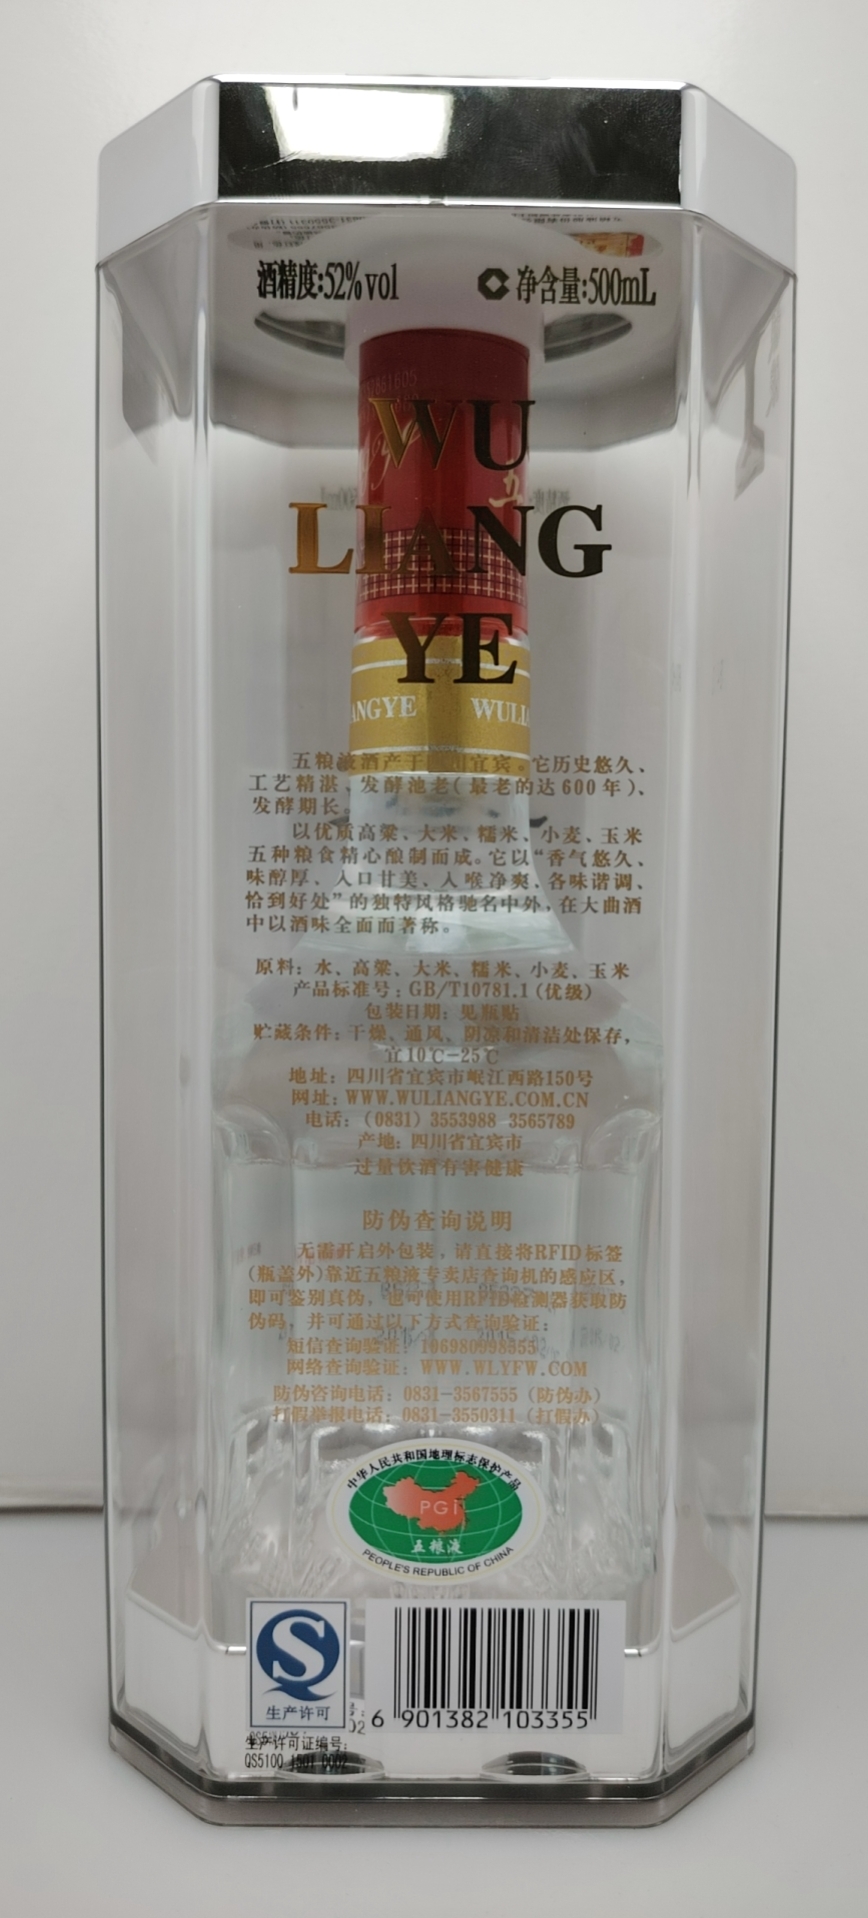 酒精度:52%vol
净含量:500mL
WU
LIANG
YE
ANGYE WULIA
五粮液酒产于四川宜宾。它历史悠久、
工艺精湛、发酵池老(最老的达600年)、
发酵期长。
以优质高粱、大米、糯米、小麦、玉米
五种粮食精心酿制而成。它以“香气悠久、
味醇厚、入口甘美、入喉净爽、各味谐调、
恰到好处”的独特风格驰名中外,在大曲酒
中以酒味全面而著称。
原料: 水、高粱、大米、糯米、小麦、玉米
产品标准号: GB/T10781.1 (优级)
包装日期: 见瓶贴
贮藏条件: 干燥、通风、阴凉和清洁处保存,
宜10℃—25℃
地址: 四川省宜宾市岷江西路150号
网址: WWW.WULIANGYE.COM.CN
电话: (0831) 3553988 3565789
产地: 四川省宜宾市
过量饮酒有害健康
防伪查询说明
无需开启外包装,请直接将RFID标签
(瓶盖外)靠近五粮液专卖店查询机的感应区,
即可鉴别真伪,也可使用RFID检测器获取防
伪码,并可通过以下方式查询验证:
短信查询验证: 106980998555
网络查询验证: WWW.WLYFW.COM
防伪咨询电话: 0831-3567555 (防伪办)
打假举报电话: 0831-3550311 (打假办)
中华人民共和国地理标志保护产品
PGI
五粮液
PEOPLE'S REPUBLIC OF CHINA
生产许可
6 901382 103355
生产许可证编号:
QS5100 1501 0002